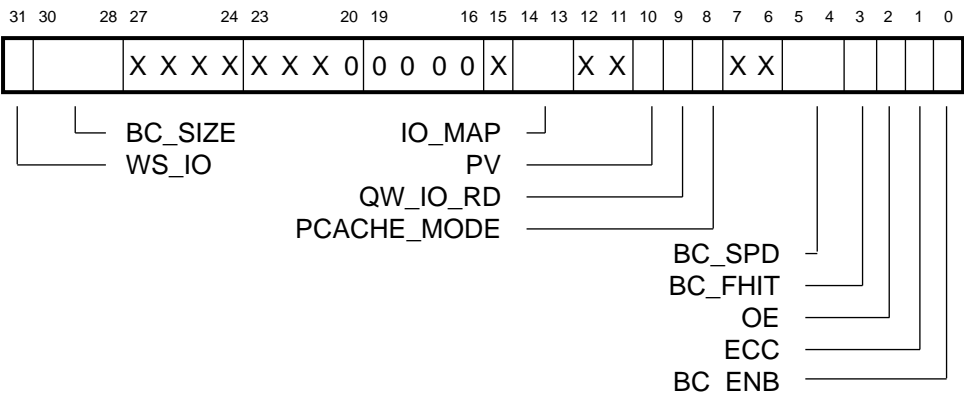 31 30 28 27 24 23 20 19 16 15 14 13 12 11 10 9 8 7 6 5 4 3 2 1 0
X X X X X X X 0 0 0 0 0 X X X X X
BC_SIZE IO_MAP
WS_IO PV
QW_IO_RD
PCACHE_MODE
BC_SPD
BC_FHIT
OE
ECC
BC_ENB